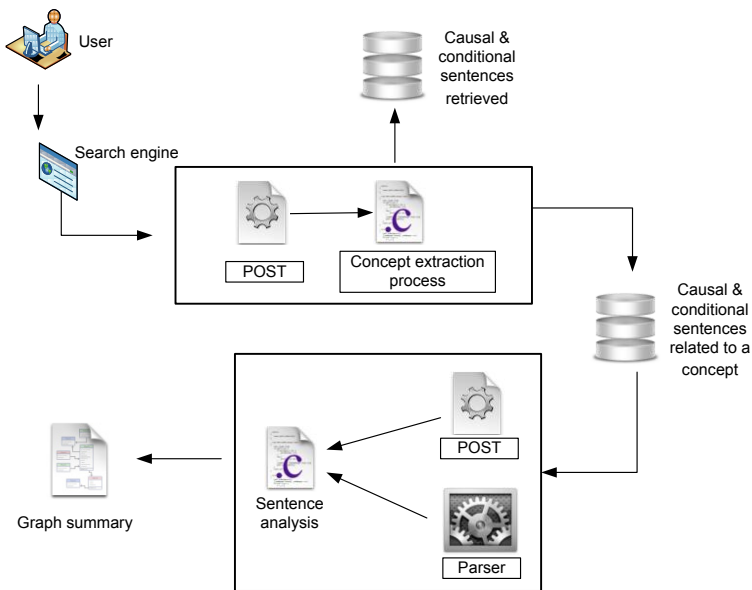 User
Causal &
conditional
sentences
retrieved
Search engine
.c
POST
Concept extraction
process
Causal &
conditional
sentences
related to a
concept
.c
POST
Sentence
analysis
Graph summary
Parser